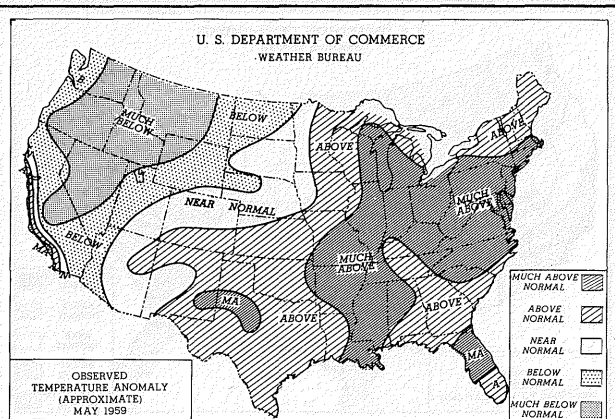 U. S. DEPARTMENT OF COMMERCE
WEATHER BUREAU
B
MUCH
BELOW
BELOW
ABOVE
ABOVE
NEAR NORMAL
MUCH
ABOVE
BELOW
MUCH
ABOVE
MA
ABOVE
ABOVE
MA
A
MUCH ABOVE
NORMAL
ABOVE
NORMAL
NEAR
NORMAL
BELOW
NORMAL
MUCH BELOW
NORMAL
OBSERVED
TEMPERATURE ANOMALY
(APPROXIMATE)
MAY 1959